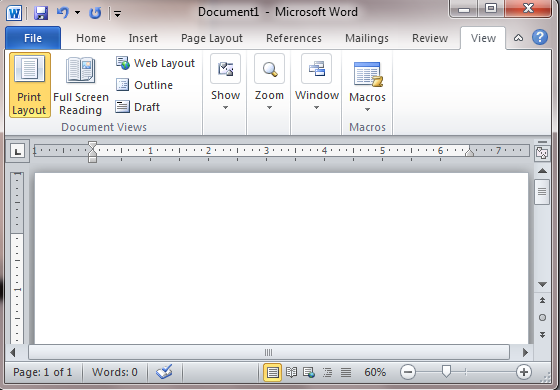 Document1 - Microsoft Word
File Home Insert Page Layout References Mailings Review View
Print Layout
Full Screen Reading
Web Layout
Outline
Draft
Document Views
Show
Zoom
Window
Macros
Macros
1 2 3 4 5 6 7
1
Page: 1 of 1 Words: 0 60%